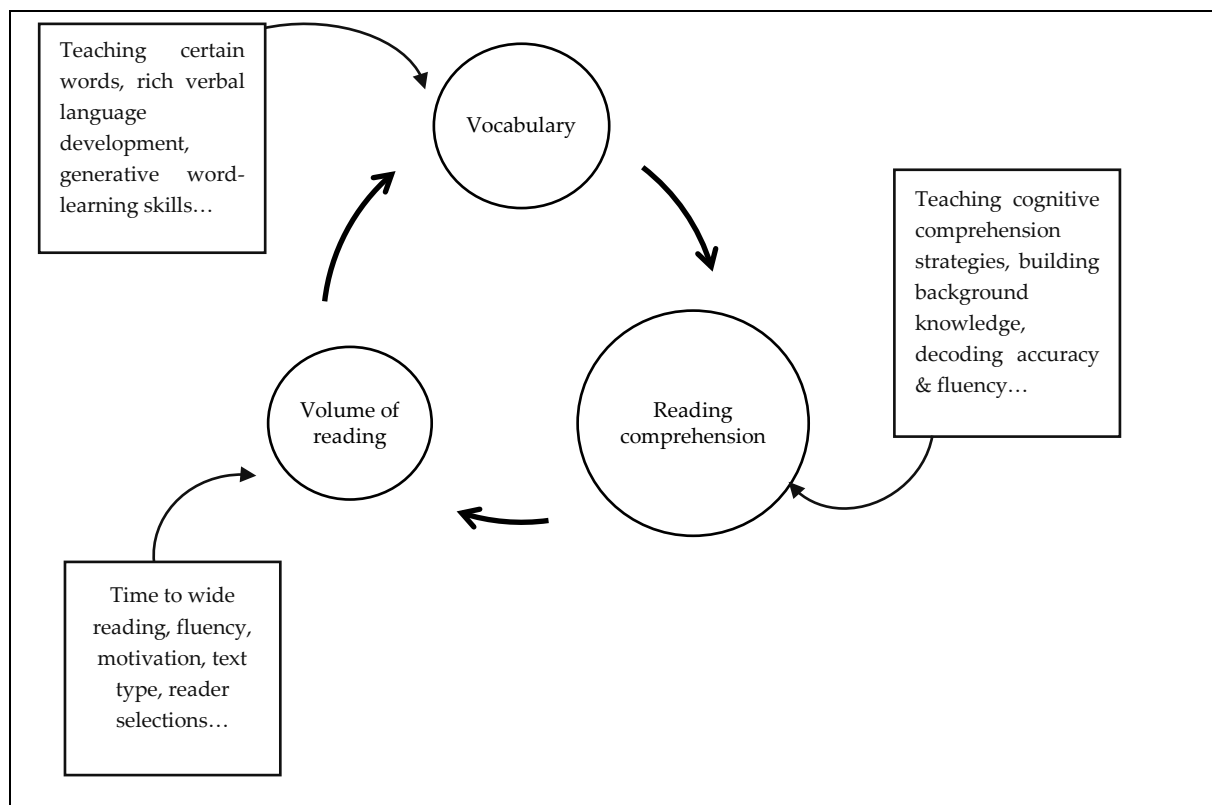 Teaching certain
words, rich verbal
language
development,
generative word-
learning skills…
Vocabulary
Teaching cognitive
comprehension
strategies, building
background
knowledge,
decoding accuracy
& fluency…
Volume of
reading
Reading
comprehension
Time to wide
reading, fluency,
motivation, text
type, reader
selections…